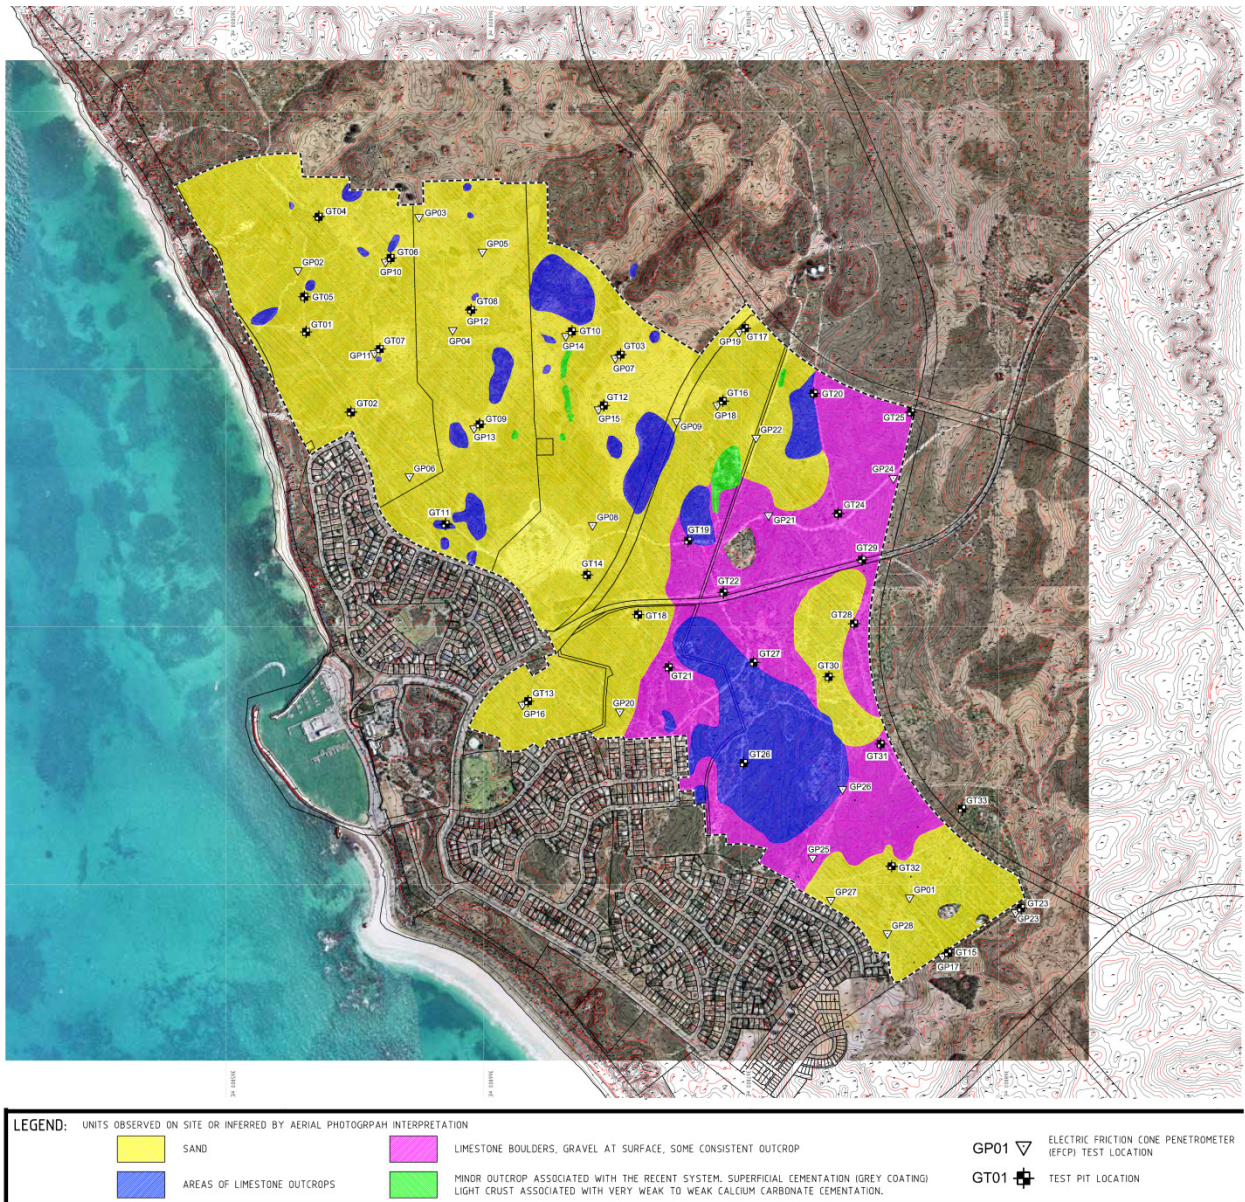 GT04
GP03
GP05
GT06
GP10
GP02
GT05
GT08
GP12
GT01
GP04
GT10
GP14
GP19
GT17
GT07
GP11
GT03
GP07
GT20
GT12
GP15
GT16
GP18
GT02
GT25
GT09
GP13
GP09
GP22
GP06
GP24
GT11
GP08
GP21
GT24
GT19
GT29
GT14
GT22
GT18
GT28
GT27
GT21
GT30
GT13
GP16
GP20
GT31
GT26
GP26
GT33
GP25
GT32
GP27
GP01
GT23
GP23
GP28
GT15
GP17
LEGEND: UNITS OBSERVED ON SITE OR INFERRED BY AERIAL PHOTOGRPAH INTERPRETATION
SAND
LIMESTONE BOULDERS, GRAVEL AT SURFACE, SOME CONSISTENT OUTCROP
GP01 ELECTRIC FRICTION CONE PENETROMETER
(EFCP) TEST LOCATION
AREAS OF LIMESTONE OUTCROPS
MINOR OUTCROP ASSOCIATED WITH THE RECENT SYSTEM. SUPERFICIAL CEMENTATION (GREY COATING)
LIGHT CRUST ASSOCIATED WITH VERY WEAK TO WEAK CALCIUM CARBONATE CEMENTATION.
GT01 TEST PIT LOCATION